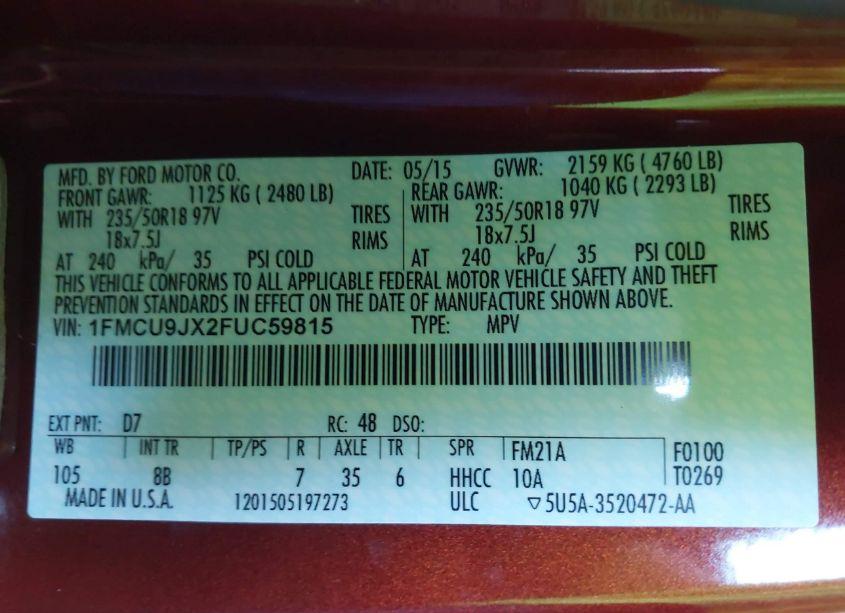 MFD. BY FORD MOTOR CO. DATE: 05/15 GVWR: 2159 KG ( 4760 LB)
FRONT GAWR: 1125 KG ( 2480 LB) REAR GAWR: 1040 KG ( 2293 LB)
WITH 235/50R18 97V TIRES WITH 235/50R18 97V TIRES
18x7.5J RIMS 18x7.5J RIMS
AT 240 kPa/ 35 PSI COLD AT 240 kPa/ 35 PSI COLD
THIS VEHICLE CONFORMS TO ALL APPLICABLE FEDERAL MOTOR VEHICLE SAFETY AND THEFT
PREVENTION STANDARDS IN EFFECT ON THE DATE OF MANUFACTURE SHOWN ABOVE.
VIN: 1FMCU9JX2FUC59815 TYPE: MPV
EXT PNT: D7 RC: 48 DSO:
WB INT TR TP/PS R AXLE TR SPR FM21A F0100
105 8B 7 35 6 HHCC 10A T0269
MADE IN U.S.A. 1201505197273 ULC ▽5U5A-3520472-AA